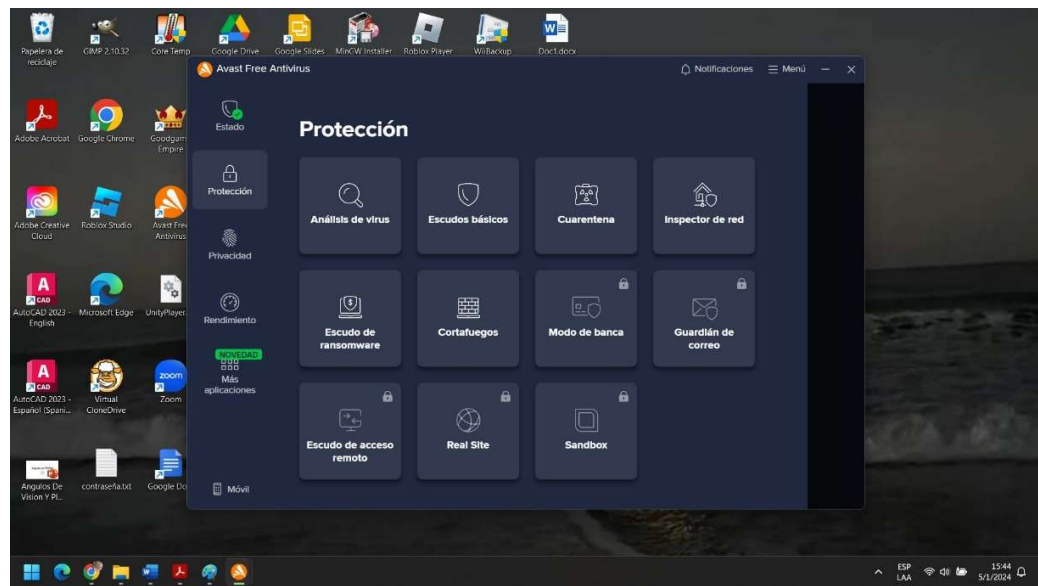 Papelera de
reciclaje
GIMP 2.10.32
Core Temp
Google Drive
Google Slides
MinGW Installer
Roblox Player
WiiBackup
Doc1.docx
Adobe Acrobat
Google Chrome
Goodgam
Empire
Adobe Creative
Cloud
Roblox Studio
Avast Free
Antivirus
AutoCAD 2023 -
English
Microsoft Edge
UnityPlayer.
AutoCAD 2023 -
Español (Spani...
Virtual
CloneDrive
Zoom
Angulos De
Vision Y Pl...
contraseña.txt
Google Do
Avast Free Antivirus
Notificaciones
Menú
Estado
Protección
Privacidad
Rendimiento
NOVEDAD
Más
aplicaciones
Móvil
Protección
Análisis de virus
Escudos básicos
Cuarentena
Inspector de red
Escudo de
ransomware
Cortafuegos
Modo de banca
Guardián de
correo
Escudo de acceso
remoto
Real Site
Sandbox
ESP
LAA
15:44
5/1/2024